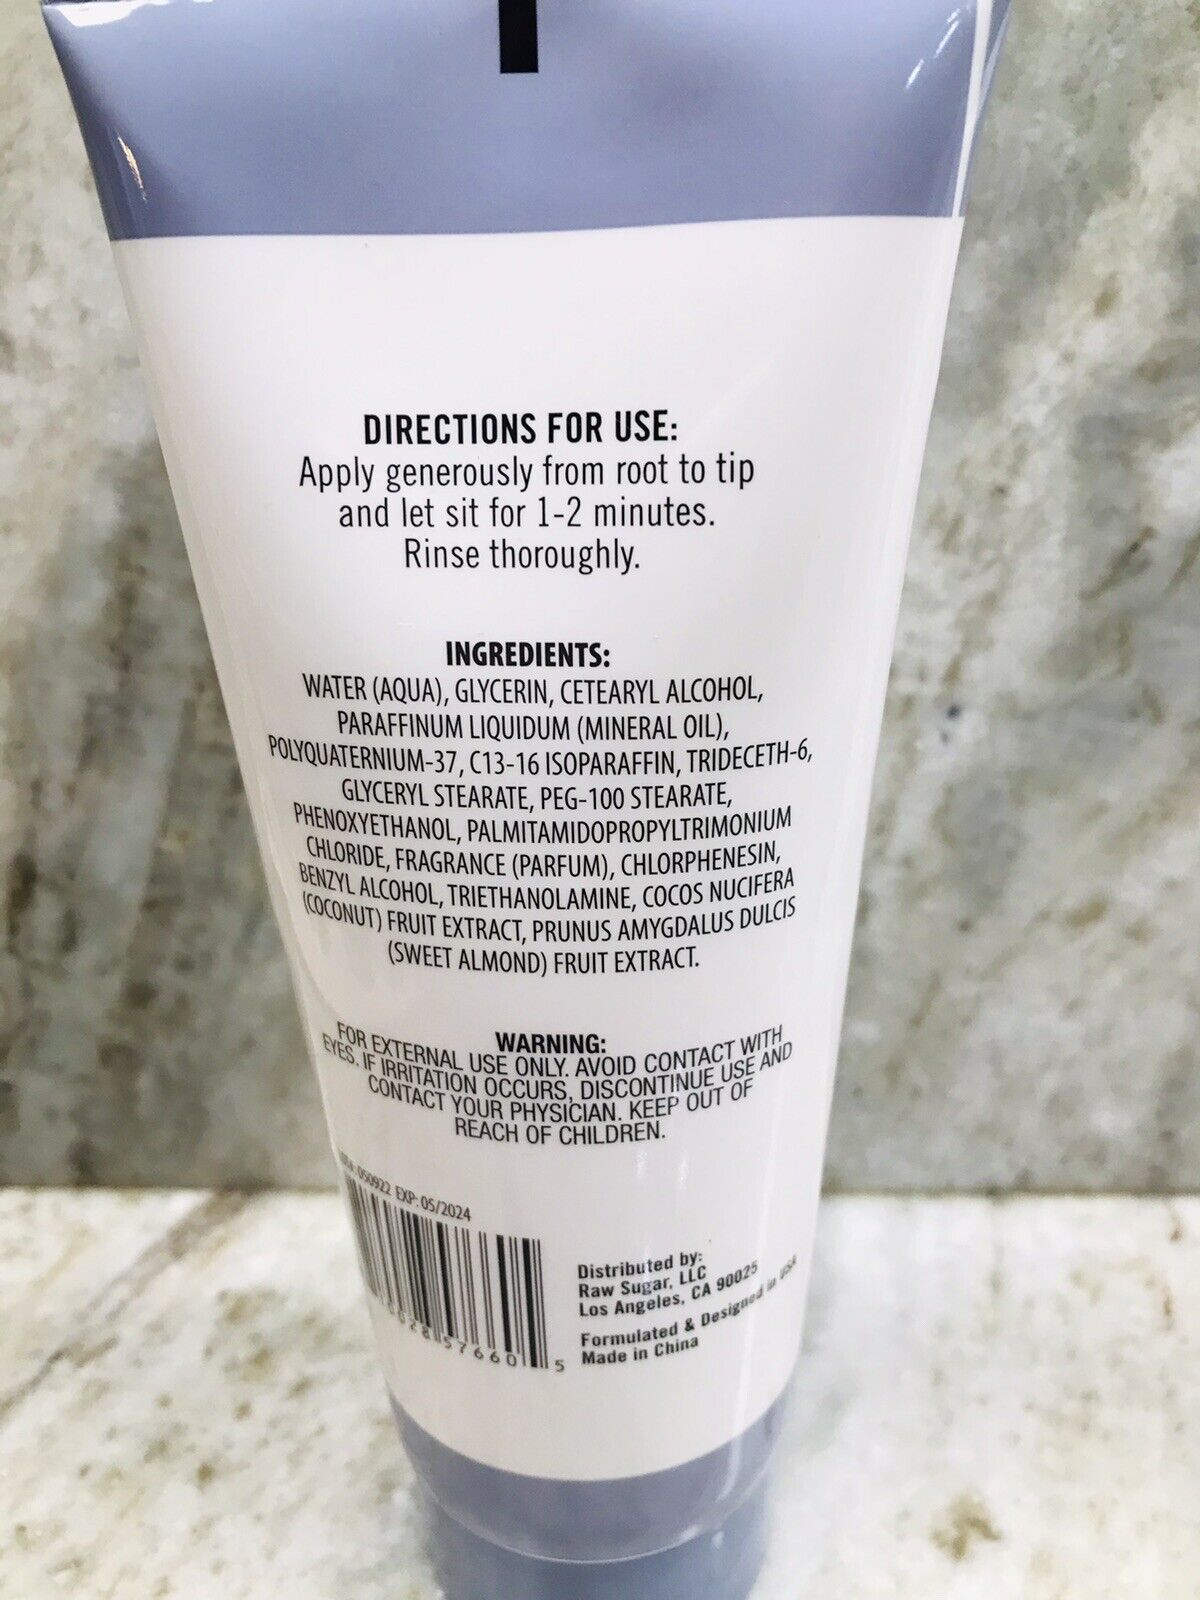 DIRECTIONS FOR USE:
Apply generously from root to tip
and let sit for 1-2 minutes.
Rinse thoroughly.
INGREDIENTS:
WATER (AQUA), GLYCERIN, CETEARYL ALCOHOL,
PARAFFINUM LIQUIDUM (MINERAL OIL),
POLYQUATERNIUM-37, C13-16 ISOPARAFFIN, TRIDECETH-6,
GLYCERYL STEARATE, PEG-100 STEARATE,
PHENOXYETHANOL, PALMITAMIDOPROPYLTRIMONIUM
CHLORIDE, FRAGRANCE (PARFUM), CHLORPHENESIN,
BENZYL ALCOHOL, TRIETHANOLAMINE, COCOS NUCIFERA
(COCONUT) FRUIT EXTRACT, PRUNUS AMYGDALUS DULCIS
(SWEET ALMOND) FRUIT EXTRACT.
WARNING:
FOR EXTERNAL USE ONLY. AVOID CONTACT WITH
EYES. IF IRRITATION OCCURS, DISCONTINUE USE AND
CONTACT YOUR PHYSICIAN. KEEP OUT OF
REACH OF CHILDREN.
050922 EXP: 05/2024
57660 5
Distributed by:
Raw Sugar, LLC
Los Angeles, CA 90025
Formulated & Designed in USA
Made in China